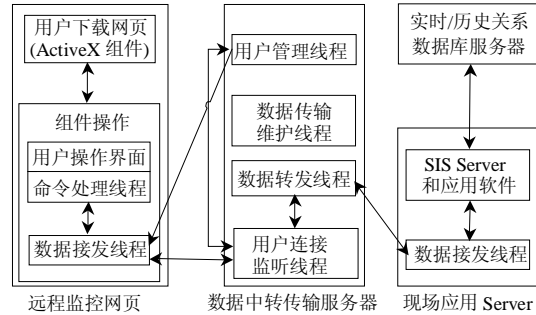 用户下载网页
(ActiveX 组件)
组件操作
用户操作界面
命令处理线程
数据接发线程
远程监控网页
用户管理线程
数据传输
维护线程
数据转发线程
用户连接
监听线程
数据中转传输服务器
实时/历史关系
数据库服务器
SIS Server
和应用软件
数据接发线程
现场应用 Server